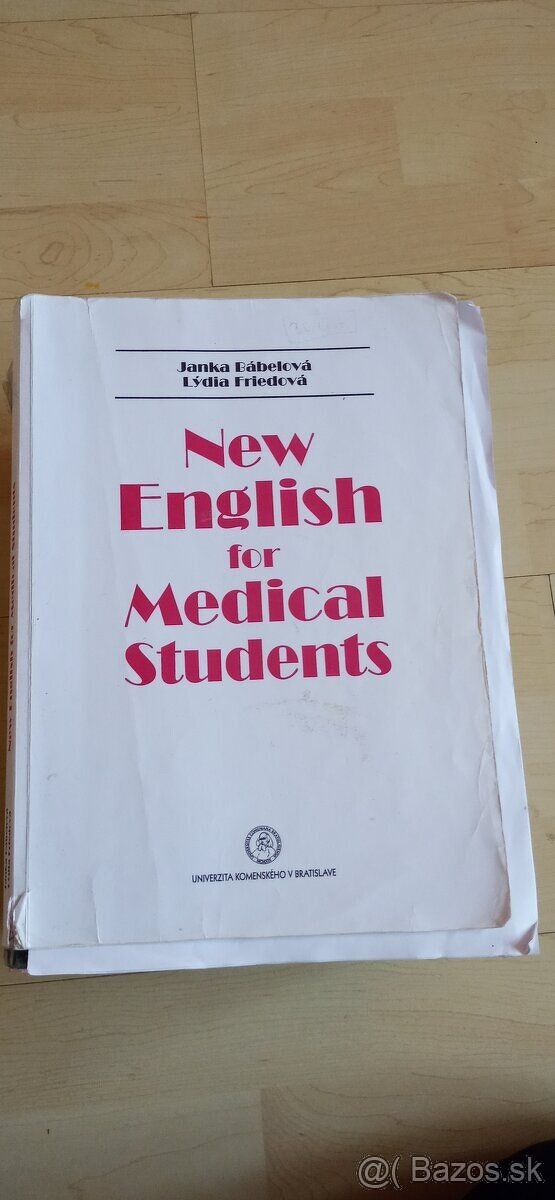 Janka Bábelová
Lýdia Friedová
New
English
for
Medical
Students
UNIVERZITA KOMENSKÉHO V BRATISLAVE
@( Bazos.sk